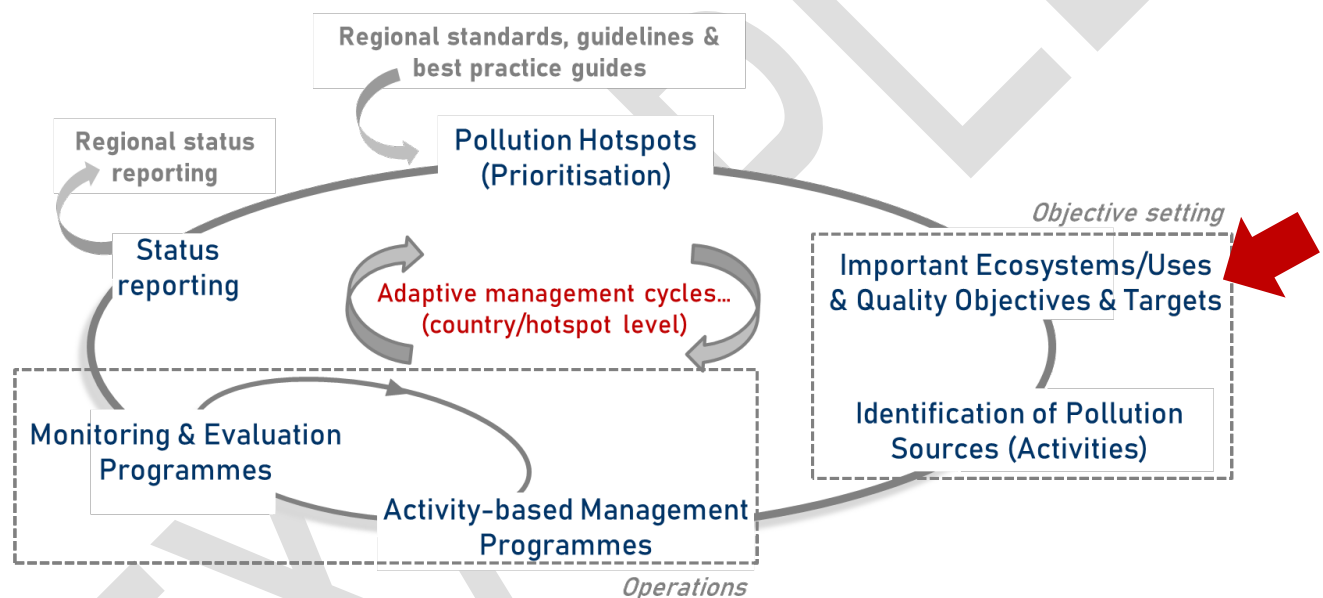 Regional standards, guidelines &
best practice guides
Regional status
reporting
Pollution Hotspots
(Prioritisation)
Objective setting
Status
reporting
Important Ecosystems/Uses
& Quality Objectives & Targets
Adaptive management cycles...
(country/hotspot level)
Identification of Pollution
Sources (Activities)
Monitoring & Evaluation
Programmes
Activity-based Management
Programmes
Operations